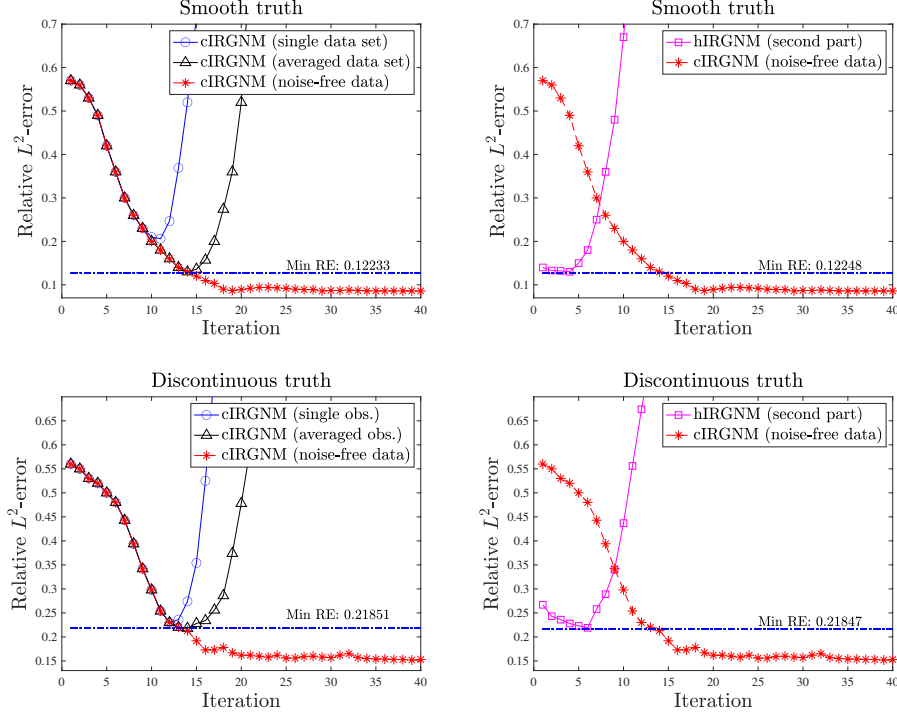 Smooth truth
Relative L²-error
0.7
0.6
0.5
0.4
0.3
0.2
0.1
cIRGNM (single data set)
cIRGNM (averaged data set)
cIRGNM (noise-free data)
Min RE: 0.12233
0 5 10 15 20 25 30 35 40
Iteration
Smooth truth
Relative L²-error
0.7
0.6
0.5
0.4
0.3
0.2
0.1
hIRGNM (second part)
cIRGNM (noise-free data)
Min RE: 0.12248
0 5 10 15 20 25 30 35 40
Iteration
Discontinuous truth
Relative L²-error
0.65
0.6
0.55
0.5
0.45
0.4
0.35
0.3
0.25
0.2
0.15
cIRGNM (single obs.)
cIRGNM (averaged obs.)
cIRGNM (noise-free data)
Min RE: 0.21851
0 5 10 15 20 25 30 35 40
Iteration
Discontinuous truth
Relative L²-error
0.65
0.6
0.55
0.5
0.45
0.4
0.35
0.3
0.25
0.2
0.15
hIRGNM (second part)
cIRGNM (noise-free data)
Min RE: 0.21847
0 5 10 15 20 25 30 35 40
Iteration